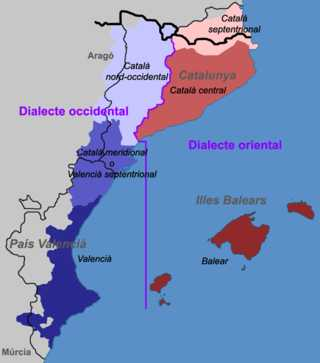 Català
septentrional
Aragó
Català
nord-occidental
Catalunya
Català central
Dialecte occidental
Dialecte oriental
Català meridional
o
Valencià septentrional
Illes Balears
País Valencià
Valencià
Balear
Múrcia